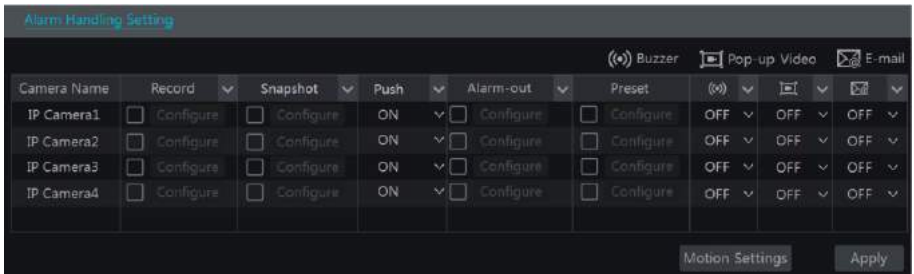 Alarm Handling Setting
Buzzer Pop-up Video E-mail
Camera Name Record Snapshot Push Alarm-out Preset
IP Camera1 Configure Configure ON Configure Configure OFF OFF OFF
IP Camera2 Configure Configure ON Configure Configure OFF OFF OFF
IP Camera3 Configure Configure ON Configure Configure OFF OFF OFF
IP Camera4 Configure Configure ON Configure Configure OFF OFF OFF
Motion Settings Apply